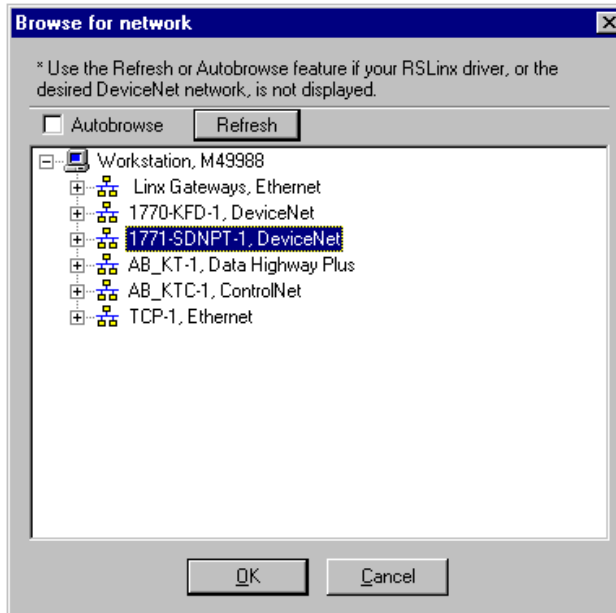 Browse for network
* Use the Refresh or Autobrowse feature if your RSLinx driver, or the
desired DeviceNet network, is not displayed.
Autobrowse Refresh
Workstation, M49988
Linx Gateways, Ethernet
1770-KFD-1, DeviceNet
1771-SDNPT-1, DeviceNet
AB_KT-1, Data Highway Plus
AB_KTC-1, ControlNet
TCP-1, Ethernet
OK Cancel